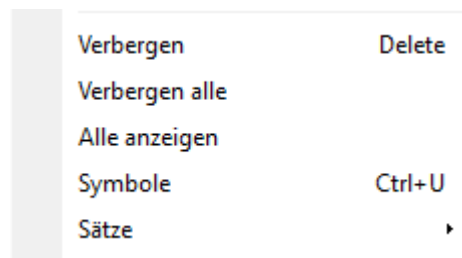 Verbergen Delete
Verbergen alle
Alle anzeigen
Symbole Ctrl+U
Sätze